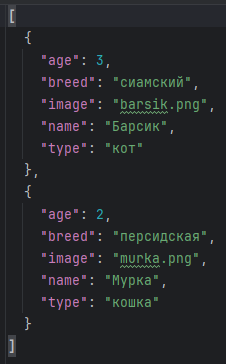 [
  {
    "age": 3,
    "breed": "сиамский",
    "image": "barsik.png",
    "name": "Барсик",
    "type": "кот"
  },
  {
    "age": 2,
    "breed": "персидская",
    "image": "murka.png",
    "name": "Мурка",
    "type": "кошка"
  }
]